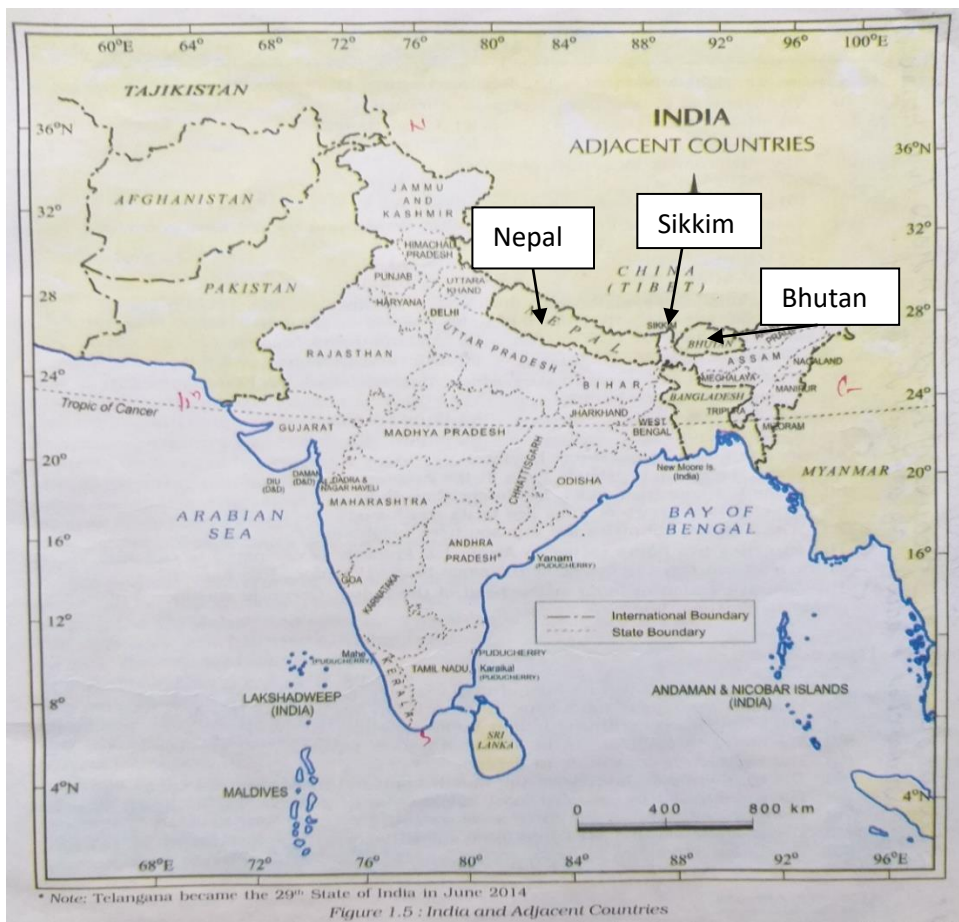 60°E 64° 68° 72° 76° 80° 84° 88° 92° 96° 100°E
TAJIKISTAN
INDIA
ADJACENT COUNTRIES
36°N
36°N
AFGHANISTAN
JAMMU
AND
KASHMIR
32°
32°
Nepal
Sikkim
HIMACHAL
PRADESH
CHINA
(TIBET)
PUNJAB
UTTARA
KHAND
PAKISTAN
Bhutan
28°
28°
HARYANA
DELHI
NEPAL
SIKKIM
BHUTAN
RAJASTHAN
UTTAR PRADESH
ASSAM
NAGALAND
24°
24°
BIHAR
MEGHALAYA
MANIPUR
BANGLADESH
Tropic of Cancer
JHARKHAND
TRIPURA
GUJARAT
MADHYA PRADESH
WEST
BENGAL
MIZORAM
20°
20°
CHHATTISGARH
New Moore Is.
(India)
MYANMAR
DIU
(D&D)
DAMAN
(D&D)
DADRA &
NAGAR HAVELI
MAHARASHTRA
ODISHA
ARABIAN
SEA
BAY OF
BENGAL
16°
16°
ANDHRA
PRADESH*
Yanam
(PUDUCHERRY)
GOA
KARNATAKA
International Boundary
State Boundary
12°
12°
Mahe
(PUDUCHERRY)
PUDUCHERRY
KERALA
TAMIL NADU
Karaikal
(PUDUCHERRY)
LAKSHADWEEP
(INDIA)
ANDAMAN & NICOBAR ISLANDS
(INDIA)
8°
8°
SRI
LANKA
MALDIVES
4°N
4°N
0 400 800 km
68°E 72° 76° 80° 84° 88° 92° 96°E
* Note: Telangana became the 29th State of India in June 2014
Figure 1.5 : India and Adjacent Countries